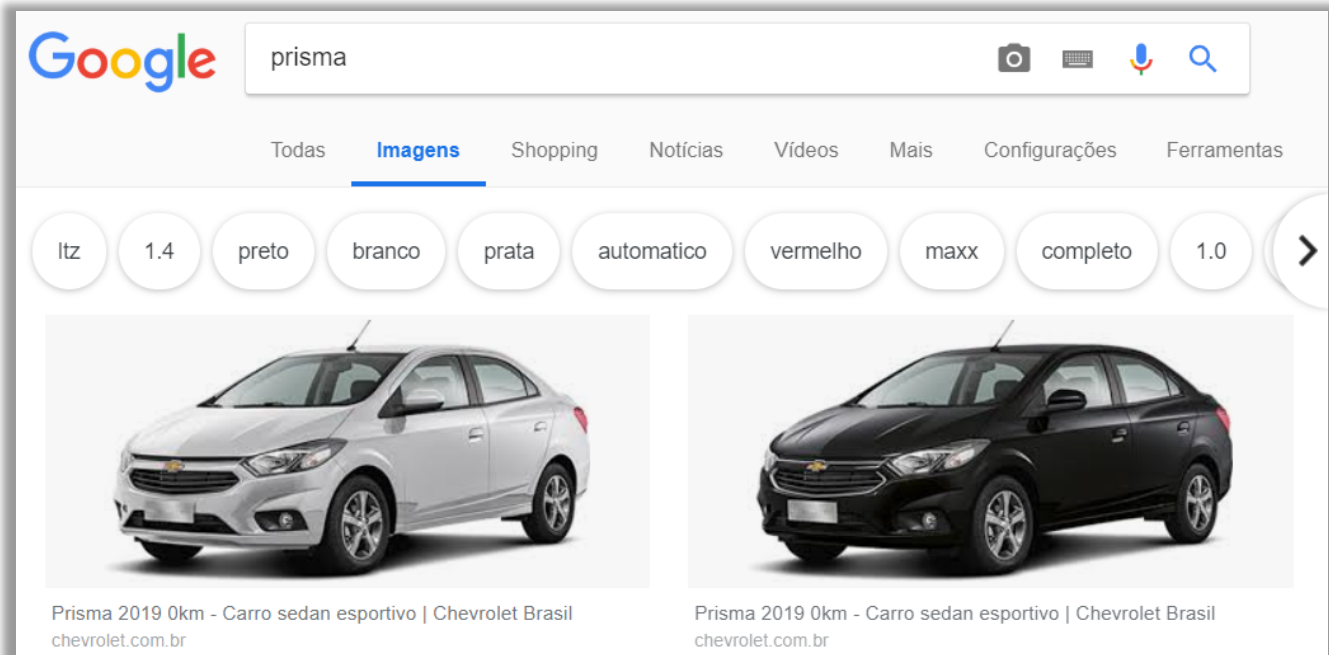 Google prisma
Todas Imagens Shopping Notícias Vídeos Mais Configurações Ferramentas
ltz 1.4 preto branco prata automatico vermelho maxx completo 1.0
Prisma 2019 0km - Carro sedan esportivo | Chevrolet Brasil
chevrolet.com.br
Prisma 2019 0km - Carro sedan esportivo | Chevrolet Brasil
chevrolet.com.br